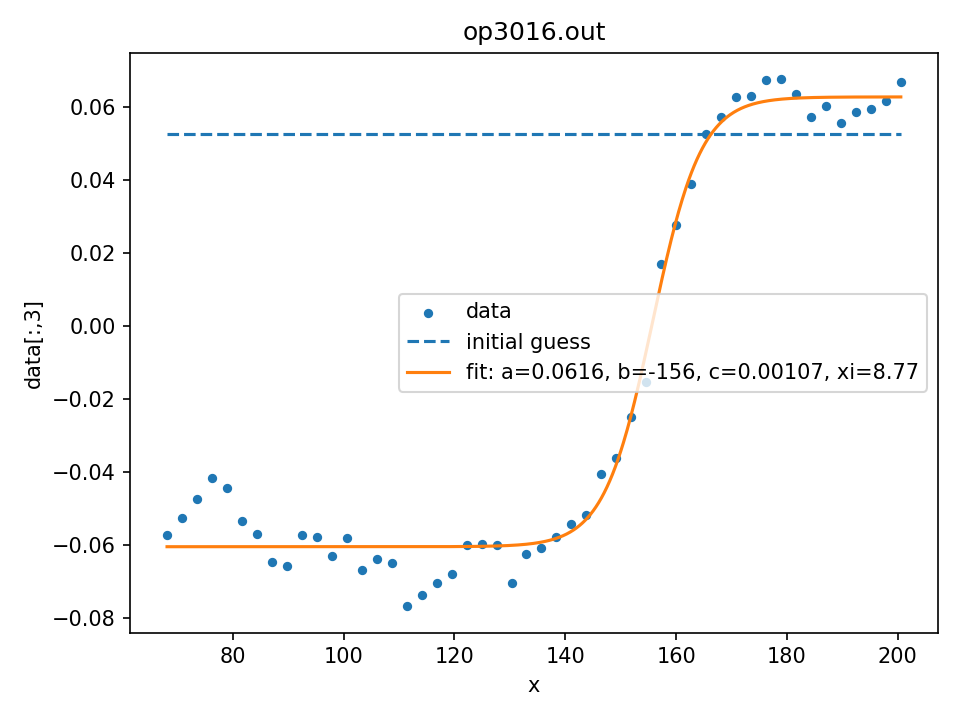 op3016.out
data[:,3]
0.06
0.04
0.02
0.00
−0.02
−0.04
−0.06
−0.08
data
initial guess
fit: a=0.0616, b=-156, c=0.00107, xi=8.77
80 100 120 140 160 180 200
x